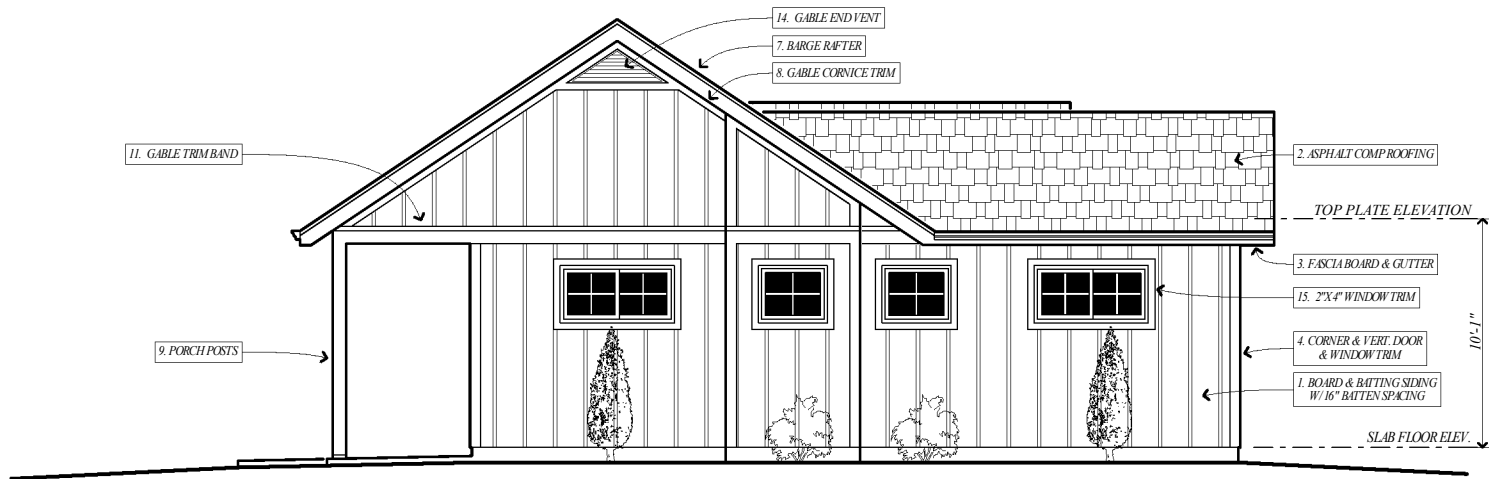 14. GABLE END VENT
7. BARGE RAFTER
8. GABLE CORNICE TRIM
11. GABLE TRIM BAND
2. ASPHALT COMP ROOFING
TOP PLATE ELEVATION
3. FASCIA BOARD & GUTTER
15. 2"X4" WINDOW TRIM
10'-1"
9. PORCH POSTS
4. CORNER & VERT. DOOR
& WINDOW TRIM
1. BOARD & BATTING SIDING
W/ 16" BATTEN SPACING
SLAB FLOOR ELEV.